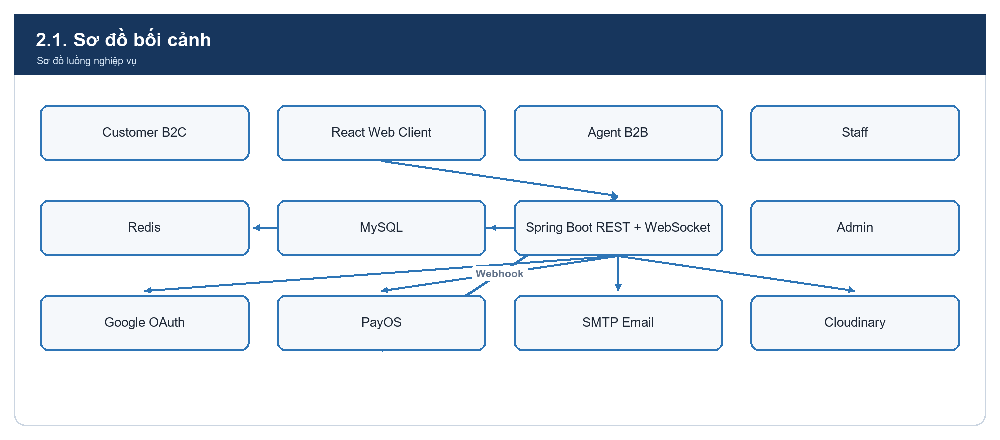 2.1. Sơ đồ bối cảnh
Sơ đồ luồng nghiệp vụ
Customer B2C
React Web Client
Agent B2B
Staff
Redis
MySQL
Spring Boot REST + WebSocket
Admin
Webhook
Google OAuth
PayOS
SMTP Email
Cloudinary